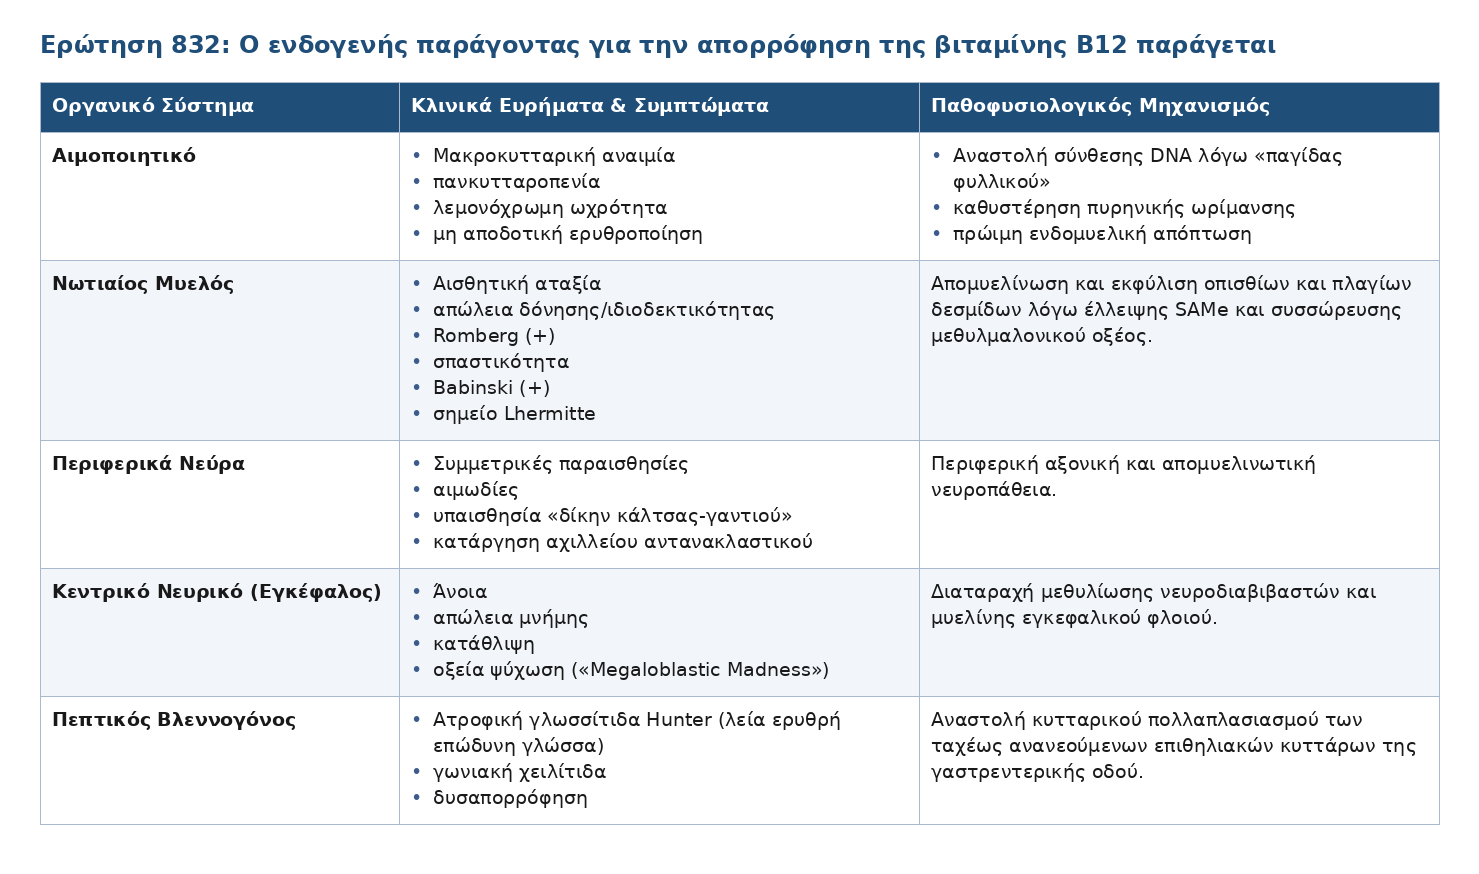 Ερώτηση 832: Ο ενδογενής παράγοντας για την απορρόφηση της βιταμίνης Β12 παράγεται
Οργανικό Σύστημα
Κλινικά Ευρήματα & Συμπτώματα
Παθοφυσιολογικός Μηχανισμός
Αιμοποιητικό
• Μακροκυτταρική αναιμία
• πανκυτταροπενία
• λεμονόχρωμη ωχρότητα
• μη αποδοτική ερυθροποίηση
• Αναστολή σύνθεσης DNA λόγω «παγίδας
φυλλικού»
• καθυστέρηση πυρηνικής ωρίμανσης
• πρώιμη ενδομυελική απόπτωση
Νωτιαίος Μυελός
• Αισθητική αταξία
• απώλεια δόνησης/ιδιοδεκτικότητας
• Romberg (+)
• σπαστικότητα
• Babinski (+)
• σημείο Lhermitte
Απομυελίνωση και εκφύλιση οπισθίων και πλαγίων
δεσμίδων λόγω έλλειψης SAMe και συσσώρευσης
μεθυλμαλονικού οξέος.
Περιφερικά Νεύρα
• Συμμετρικές παραισθησίες
• αιμωδίες
• υπαισθησία «δίκην κάλτσας-γαντιού»
• κατάργηση αχιλλείου αντανακλαστικού
Περιφερική αξονική και απομυελινωτική
νευροπάθεια.
Κεντρικό Νευρικό (Εγκέφαλος)
• Άνοια
• απώλεια μνήμης
• κατάθλιψη
• οξεία ψύχωση («Megaloblastic Madness»)
Διαταραχή μεθυλίωσης νευροδιαβιβαστών και
μυελίνης εγκεφαλικού φλοιού.
Πεπτικός Βλεννογόνος
• Ατροφική γλωσσίτιδα Hunter (λεία ερυθρή
επώδυνη γλώσσα)
• γωνιακή χειλίτιδα
• δυσαπορρόφηση
Αναστολή κυτταρικού πολλαπλασιασμού των
ταχέως ανανεούμενων επιθηλιακών κυττάρων της
γαστρεντερικής οδού.